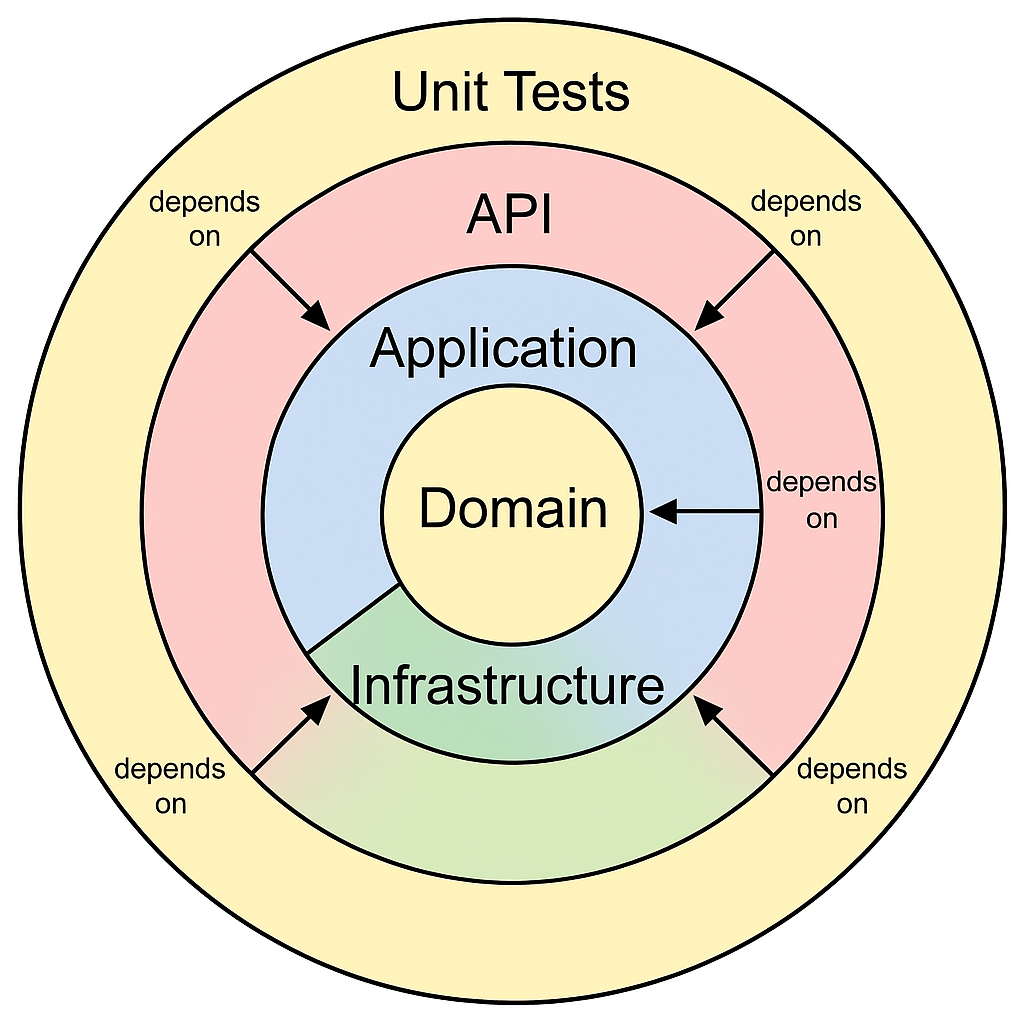 Unit Tests
depends
on
depends
on
API
Application
depends
on
Domain
Infrastructure
depends
on
depends
on